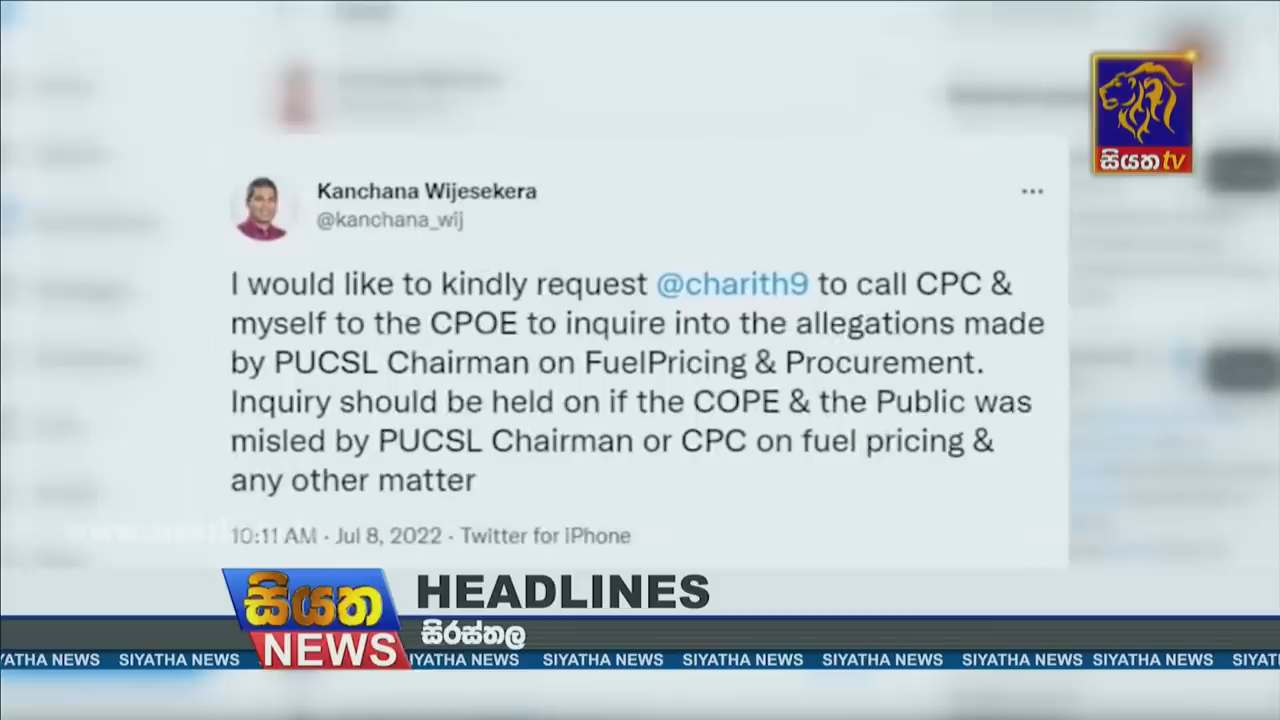 සියත tv
Kanchana Wijesekera
@kanchana_wij
I would like to kindly request @charith9 to call CPC &
myself to the CPOE to inquire into the allegations made
by PUCSL Chairman on FuelPricing & Procurement.
Inquiry should be held on if the COPE & the Public was
misled by PUCSL Chairman or CPC on fuel pricing &
any other matter
10:11 AM · Jul 8, 2022 · Twitter for iPhone
සියත
NEWS
HEADLINES
සිරස්තල
YATHA NEWS SIYATHA NEWS IYATHA NEWS SIYATHA NEWS SIYATHA NEWS SIYATHA NEWS SIYATHA NEWS SIYATHA NEWS SIYAT